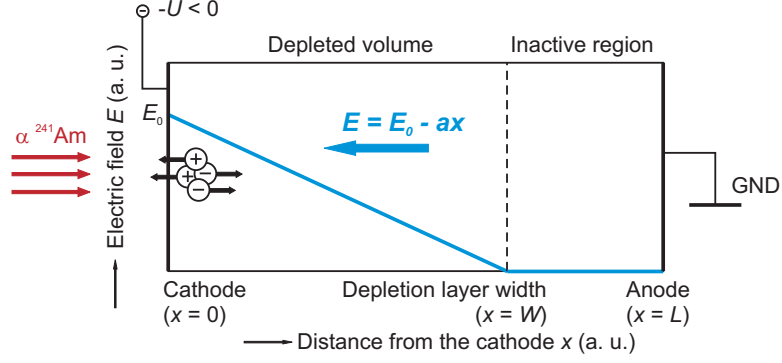 ⊖ -U < 0
Depleted volume
Inactive region
E₀
E = E₀ - ax
α ²⁴¹Am
+
+ −
−
GND
Electric field E (a. u.)
Cathode
(x = 0)
Depletion layer width
(x = W)
Anode
(x = L)
Distance from the cathode x (a. u.)